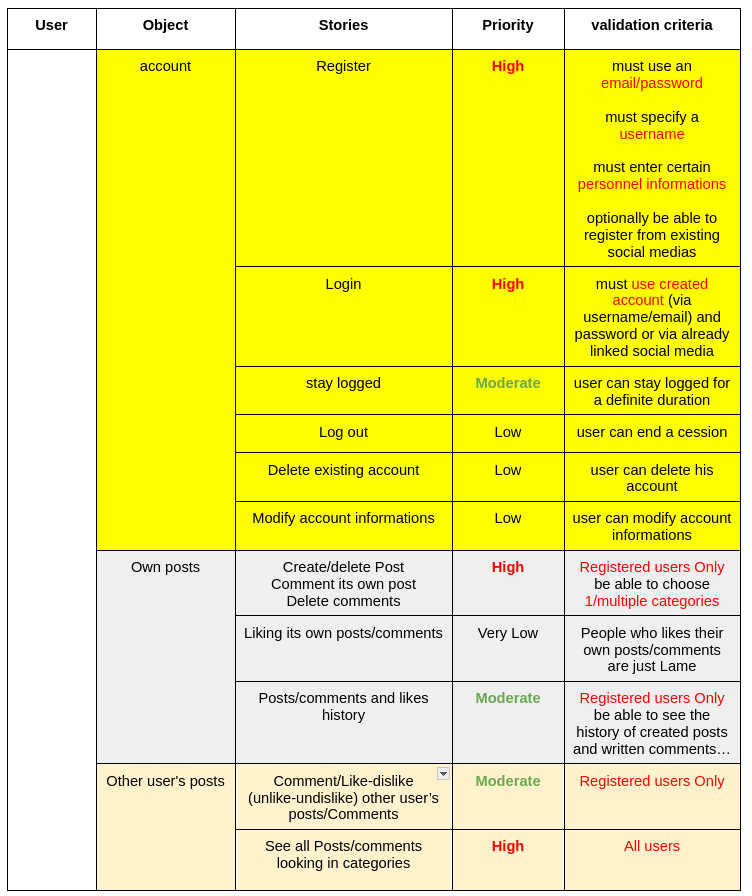 User Object Stories Priority validation criteria
account Register High must use an
email/password
must specify a
username
must enter certain
personnel informations
optionally be able to
register from existing
social medias
Login High must use created
account (via
username/email) and
password or via already
linked social media
stay logged Moderate user can stay logged for
a definite duration
Log out Low user can end a cession
Delete existing account Low user can delete his
account
Modify account informations Low user can modify account
informations
Own posts Create/delete Post High Registered users Only
Comment its own post be able to choose
Delete comments 1/multiple categories
Liking its own posts/comments Very Low People who likes their
own posts/comments
are just Lame
Posts/comments and likes Moderate Registered users Only
history be able to see the
history of created posts
and written comments…
Other user's posts Comment/Like-dislike Moderate Registered users Only
(unlike-undislike) other user’s
posts/Comments
See all Posts/comments High All users
looking in categories